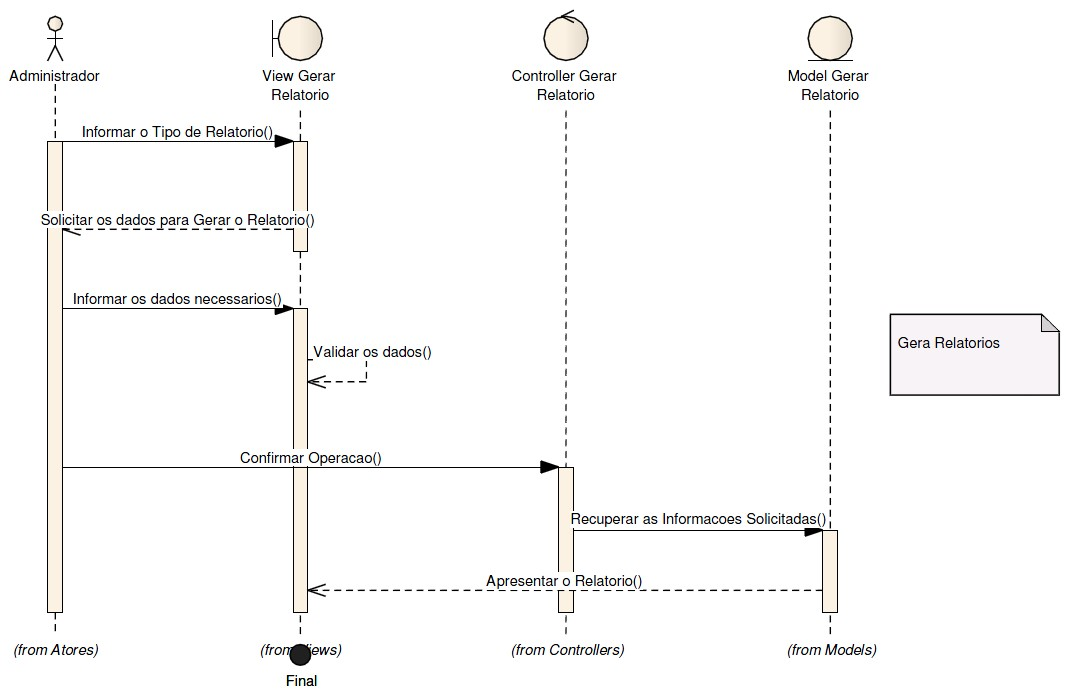 Administrador
View Gerar
Relatorio
Controller Gerar
Relatorio
Model Gerar
Relatorio
Informar o Tipo de Relatorio()
Solicitar os dados para Gerar o Relatorio()
Informar os dados necessarios()
Gera Relatorios
Validar os dados()
Confirmar Operacao()
Recuperar as Informacoes Solicitadas()
Apresentar o Relatorio()
(from Atores)
(from Views)
(from Controllers)
(from Models)
Final